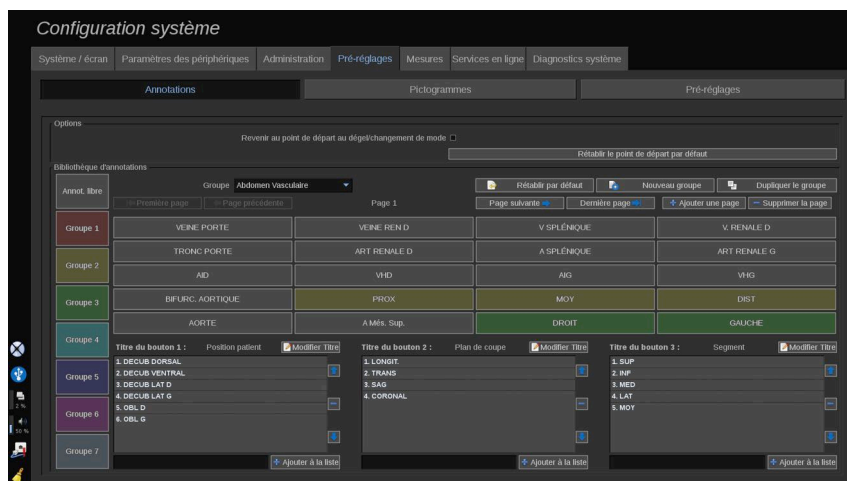 Configuration système
Système / écran Paramètres des périphériques Administration Pré-réglages Mesures Services en ligne Diagnostics système
Annotations Pictogrammes Pré-réglages
Options
Revenir au point de départ au dégel/changement de mode
Rétablir le point de départ par défaut
Bibliothèque d'annotations
Annot. libre Groupe Abdomen Vasculaire Rétablir par défaut Nouveau groupe Dupliquer le groupe
Première page Page précédente Page 1 Page suivante Dernière page Ajouter une page Supprimer la page
Groupe 1 VEINE PORTE VEINE REN D V SPLÉNIQUE V. RENALE D
TRONC PORTE ART RENALE D A SPLÉNIQUE ART RENALE G
Groupe 2
AID VHD AIG VHG
Groupe 3 BIFURC. AORTIQUE PROX MOY DIST
AORTE A Més. Sup. DROIT GAUCHE
Groupe 4
Titre du bouton 1 : Position patient Modifier Titre Titre du bouton 2 : Plan de coupe Modifier Titre Titre du bouton 3 : Segment Modifier Titre
1. DECUB DORSAL 1. LONGIT. 1. SUP
2. DECUB VENTRAL 2. TRANS 2. INF
Groupe 5
3. DECUB LAT D 3. SAG 3. MED
4. DECUB LAT G 4. CORONAL 4. LAT
5. OBL D 5. MOY
2 %
Groupe 6
6. OBL G
50 %
Groupe 7
Ajouter à la liste Ajouter à la liste Ajouter à la liste